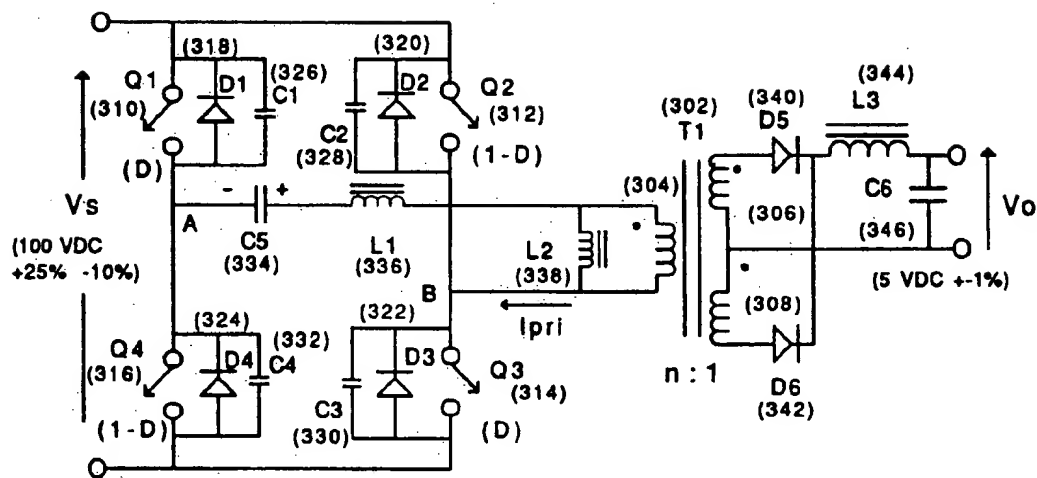 (318)
(320)
(344)
Q1
(310)
D1
(326)
C1
D2
Q2
(312)
(302)
T1
(340)
D5
L3
C2
(328)
(D)
(1-D)
Vs
(100 VDC
+25% -10%)
A
-
+
C5
(334)
L1
(336)
(304)
(306)
C6
(346)
Vo
L2
(338)
B
Ipri
(5 VDC +-1%)
(324)
(332)
(322)
(308)
Q4
(316)
D4
C4
D3
Q3
(314)
n : 1
D6
(342)
C3
(330)
(1-D)
(D)